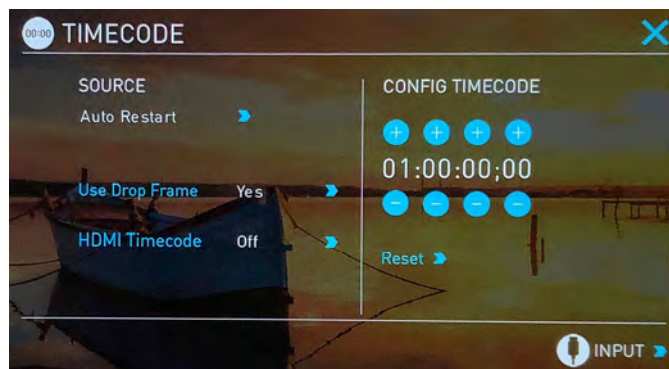 00:00 TIMECODE
SOURCE
Auto Restart
Use Drop Frame Yes
HDMI Timecode Off
CONFIG TIMECODE
01:00:00;00
Reset
INPUT